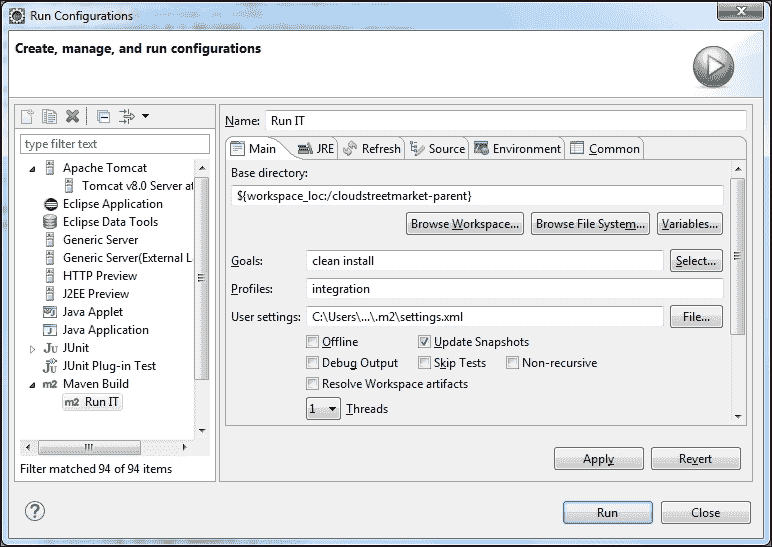 Run Configurations
Create, manage, and run configurations
type filter text
Apache Tomcat
Tomcat v8.0 Server at
Eclipse Application
Eclipse Data Tools
Generic Server
Generic Server(External La
HTTP Preview
J2EE Preview
Java Applet
Java Application
Ju JUnit
JUnit Plug-in Test
m2 Maven Build
m2 Run IT
Filter matched 94 of 94 items
Name: Run IT
Main JRE Refresh Source Environment Common
Base directory:
${workspace_loc:/cloudstreetmarket-parent}
Browse Workspace... Browse File System... Variables...
Goals: clean install Select...
Profiles: integration
User settings: C:\Users\...\.m2\settings.xml File...
Offline Update Snapshots
Debug Output Skip Tests Non-recursive
Resolve Workspace artifacts
1 Threads
Apply Revert
? Run Close